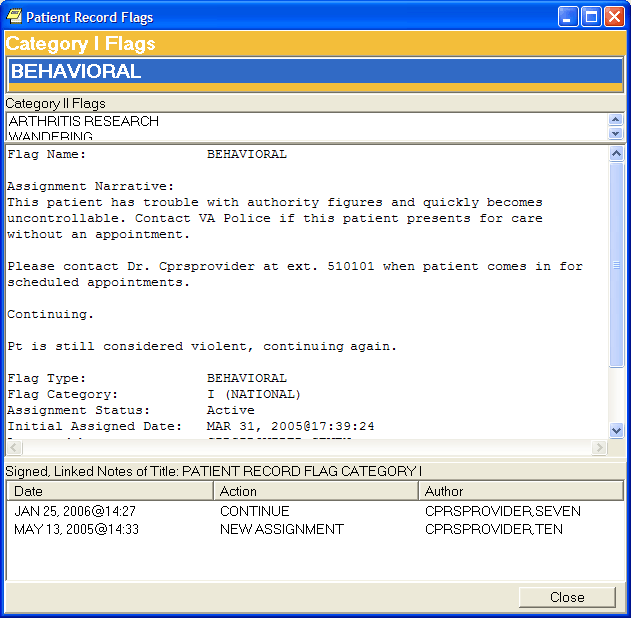 Patient Record Flags
Category I Flags
BEHAVIORAL
Category II Flags
ARTHRITIS RESEARCH
WANDERING
Flag Name: BEHAVIORAL
Assignment Narrative:
This patient has trouble with authority figures and quickly becomes
uncontrollable. Contact VA Police if this patient presents for care
without an appointment.
Please contact Dr. Cprsprovider at ext. 510101 when patient comes in for
scheduled appointments.
Continuing.
Pt is still considered violent, continuing again.
Flag Type: BEHAVIORAL
Flag Category: I (NATIONAL)
Assignment Status: Active
Initial Assigned Date: MAR 31, 2005@17:39:24
Signed, Linked Notes of Title: PATIENT RECORD FLAG CATEGORY I
Date Action Author
JAN 25, 2006@14:27 CONTINUE CPRSPROVIDER,SEVEN
MAY 13, 2005@14:33 NEW ASSIGNMENT CPRSPROVIDER,TEN
Close